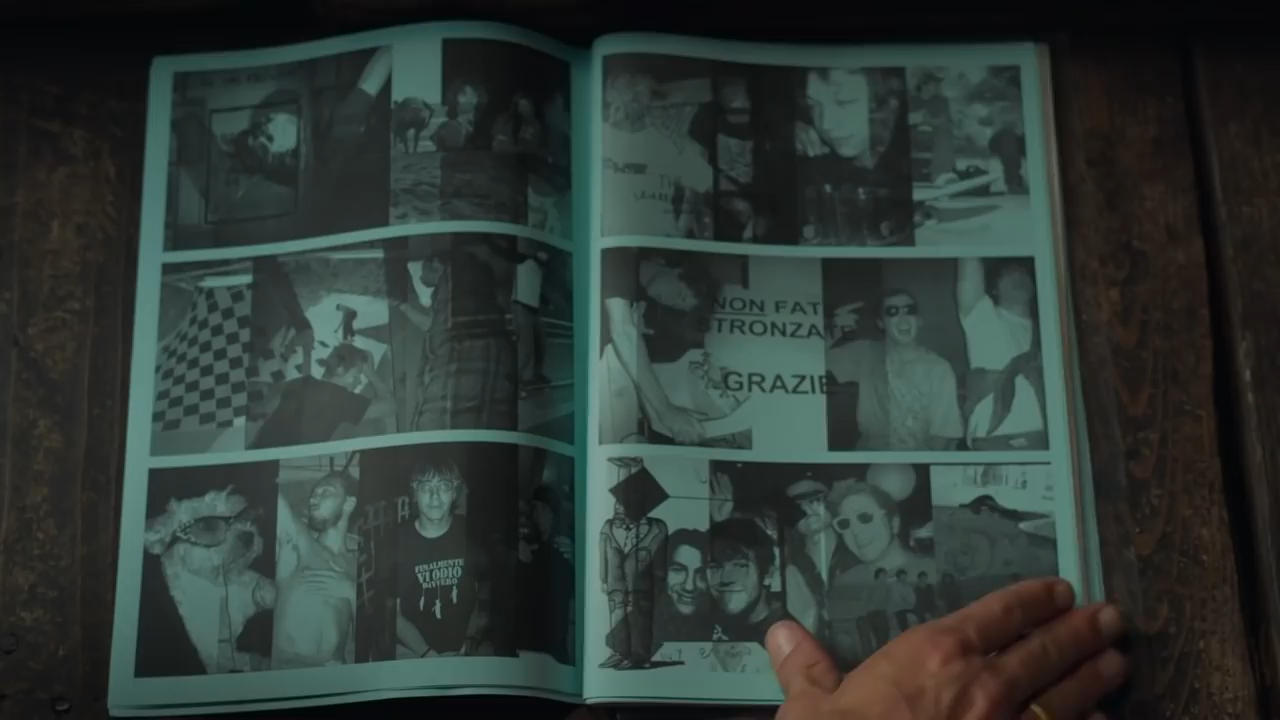 FINALMENTE
VI ODIO
DAVVERO
NON FAT
STRONZATE
GRAZIE